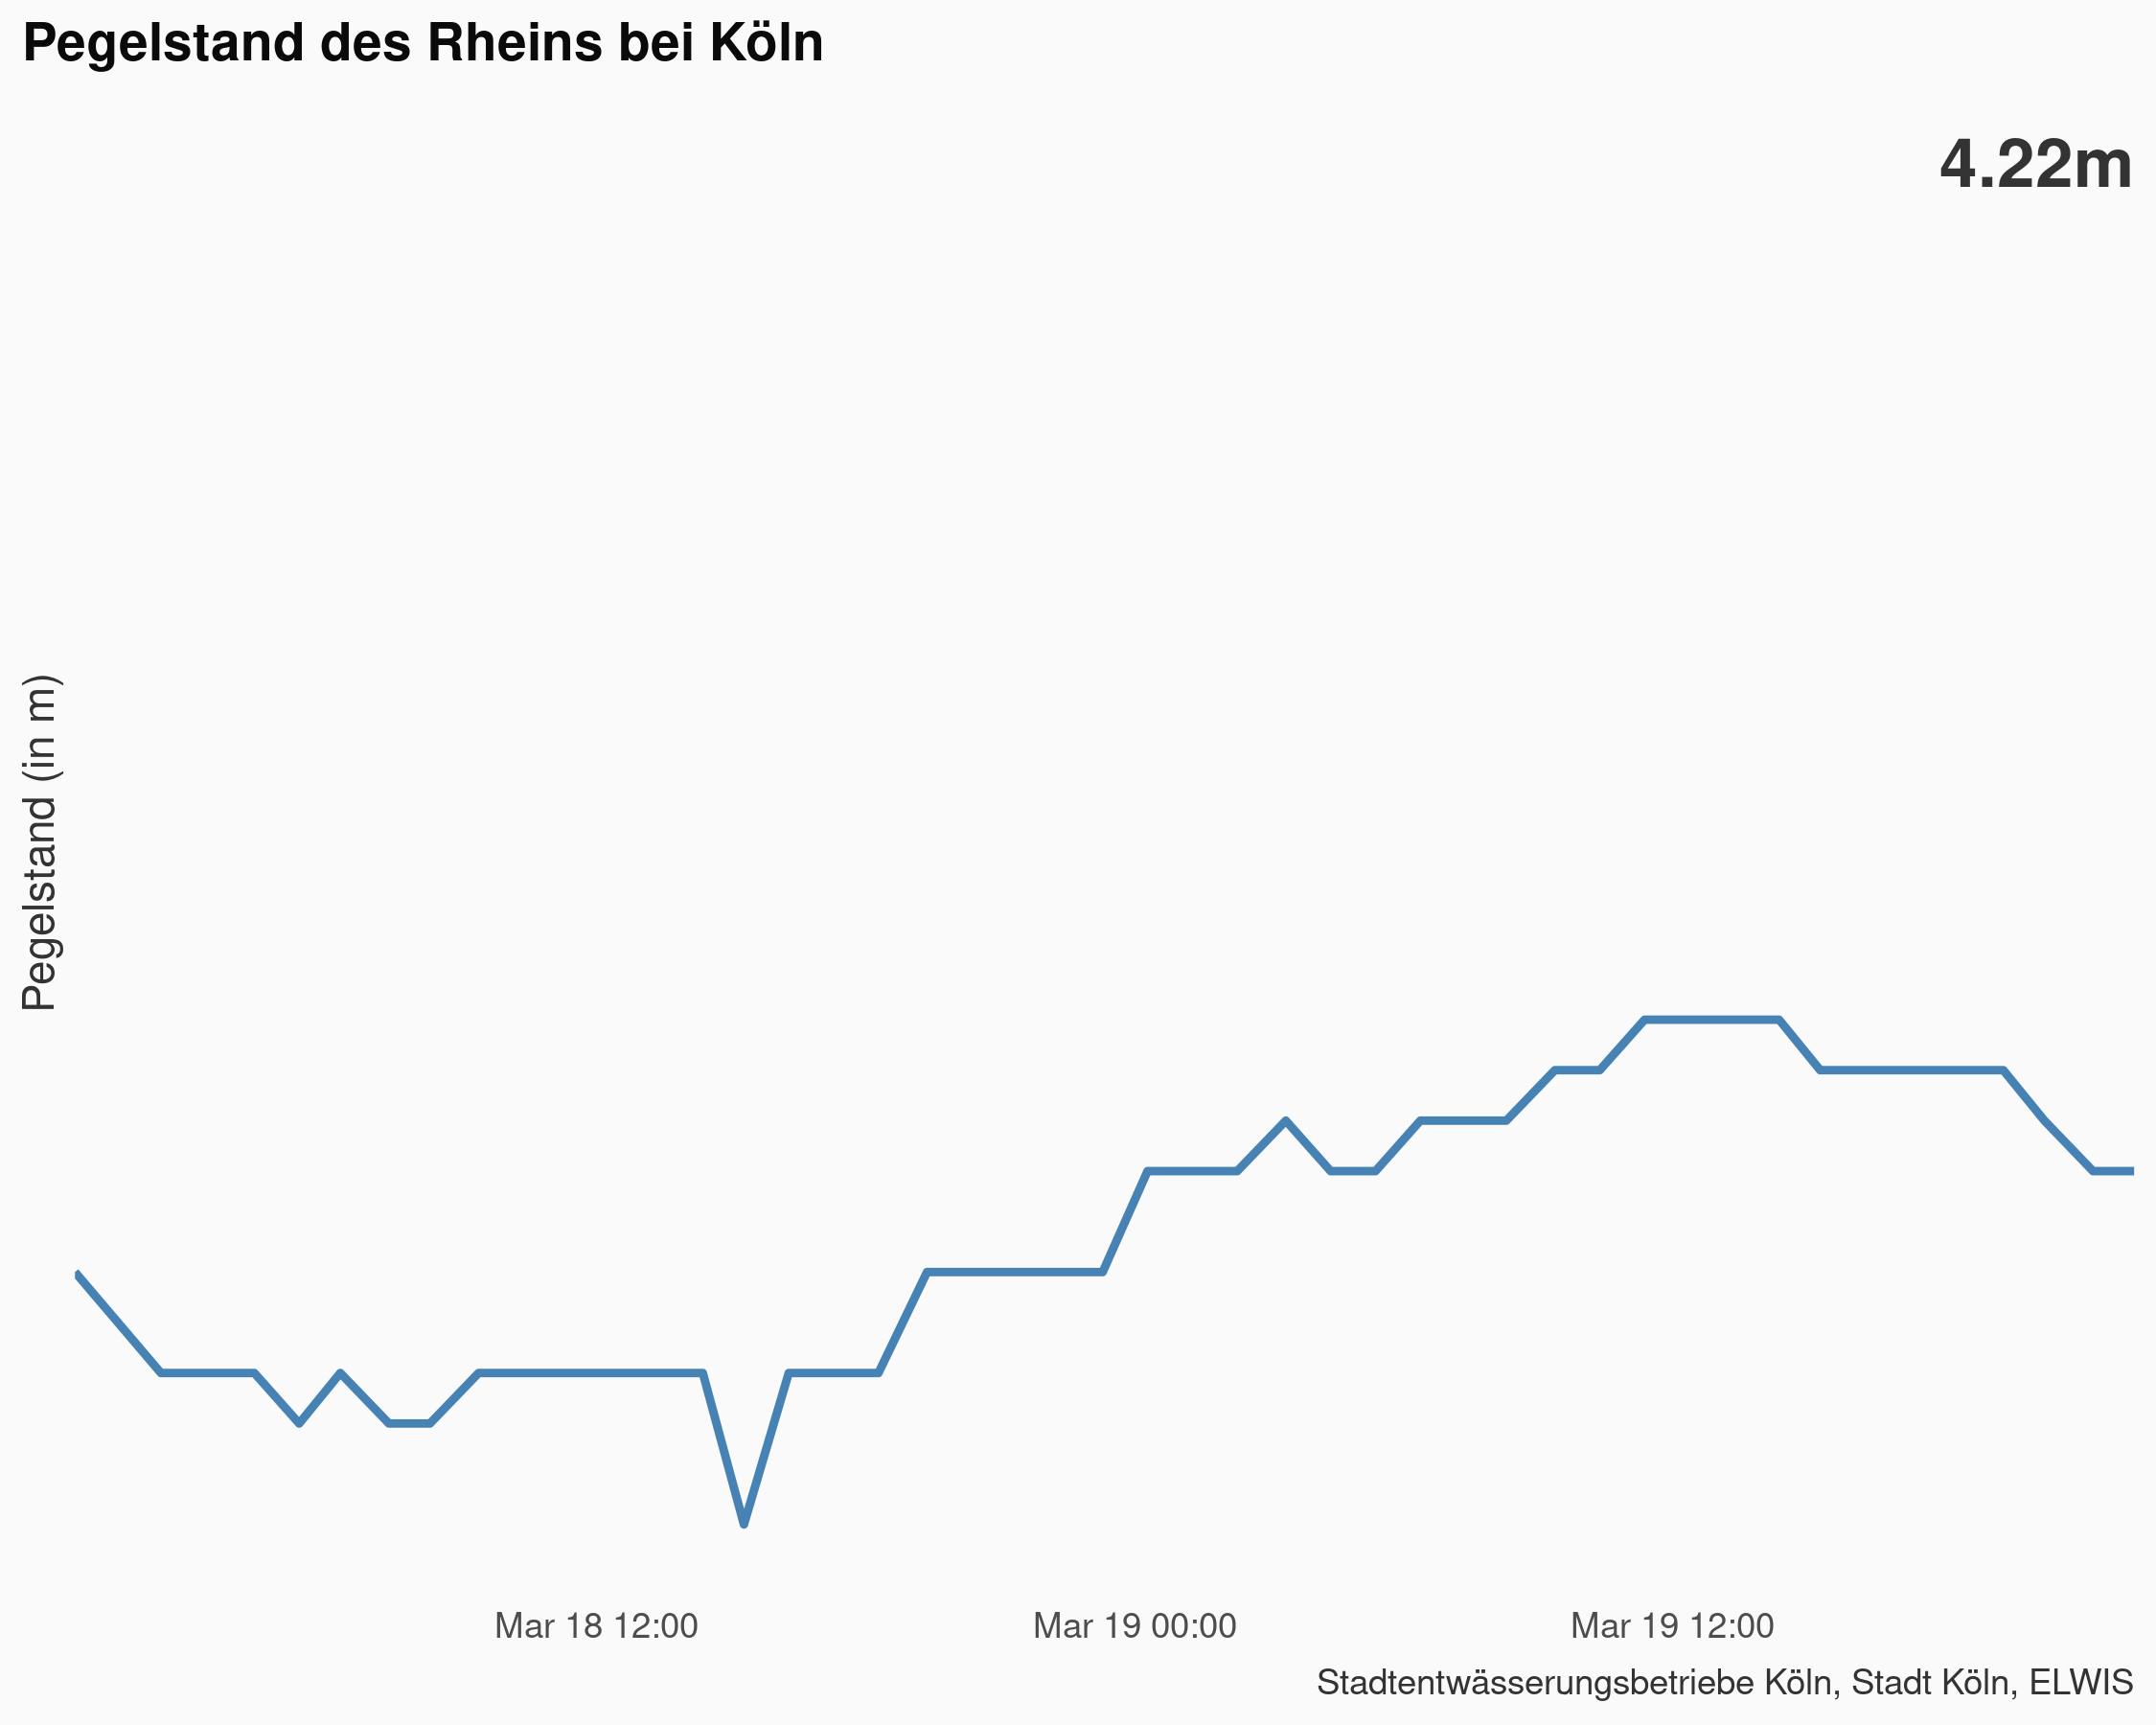 Pegelstand des Rheins bei Köln
4.22m
Pegelstand (in m)
Mar 18 12:00
Mar 19 00:00
Mar 19 12:00
Stadtentwässerungsbetriebe Köln, Stadt Köln, ELWIS